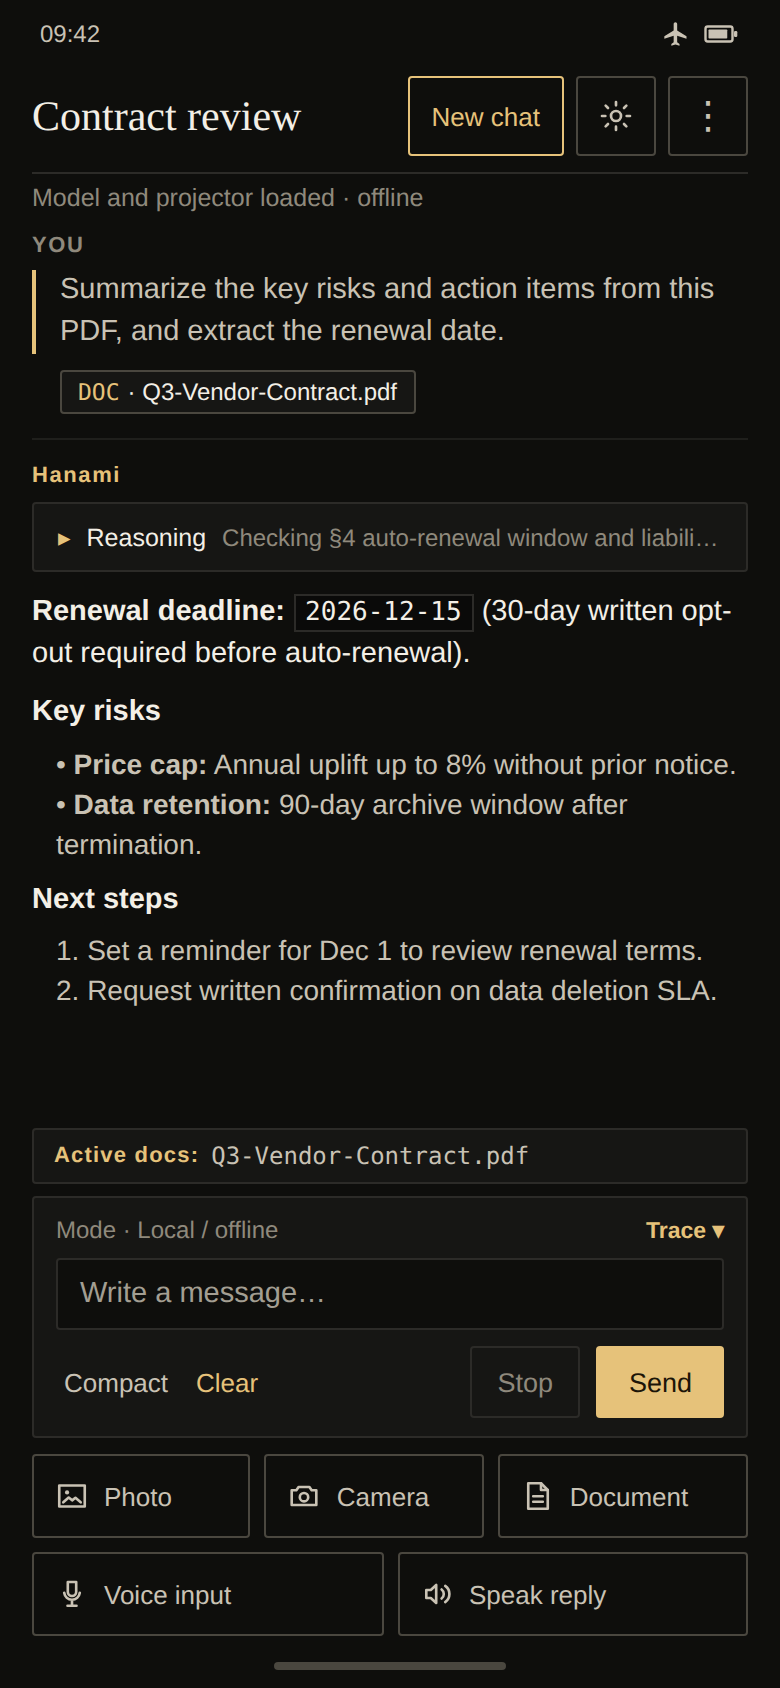 09:42
Contract review
New chat
Model and projector loaded · offline
YOU
Summarize the key risks and action items from this
PDF, and extract the renewal date.
DOC · Q3-Vendor-Contract.pdf
Hanami
▸ Reasoning Checking §4 auto-renewal window and liabili…
Renewal deadline: 2026-12-15 (30-day written opt-
out required before auto-renewal).
Key risks
• Price cap: Annual uplift up to 8% without prior notice.
• Data retention: 90-day archive window after
termination.
Next steps
1. Set a reminder for Dec 1 to review renewal terms.
2. Request written confirmation on data deletion SLA.
Active docs: Q3-Vendor-Contract.pdf
Mode · Local / offline
Trace ▾
Write a message…
Compact
Clear
Stop
Send
Photo
Camera
Document
Voice input
Speak reply